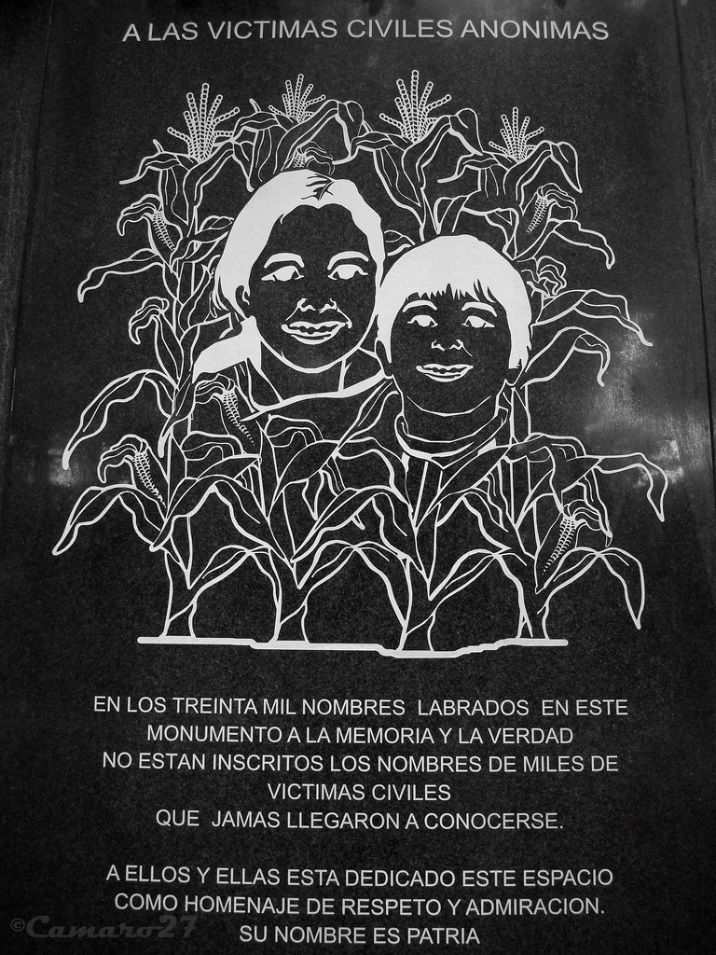 A LAS VICTIMAS CIVILES ANONIMAS
EN LOS TREINTA MIL NOMBRES LABRADOS EN ESTE
MONUMENTO A LA MEMORIA Y LA VERDAD
NO ESTAN INSCRITOS LOS NOMBRES DE MILES DE
VICTIMAS CIVILES
QUE JAMAS LLEGARON A CONOCERSE.
A ELLOS Y ELLAS ESTA DEDICADO ESTE ESPACIO
COMO HOMENAJE DE RESPETO Y ADMIRACION.
SU NOMBRE ES PATRIA
©Camaro27